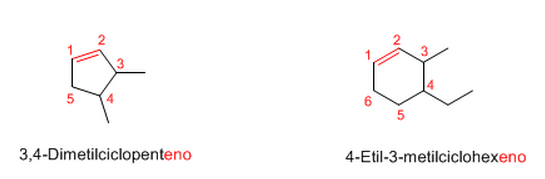 1 2 3 4 5
1 2 3 4 5 6
3,4-Dimetilciclopenteno
4-Etil-3-metilciclohexeno